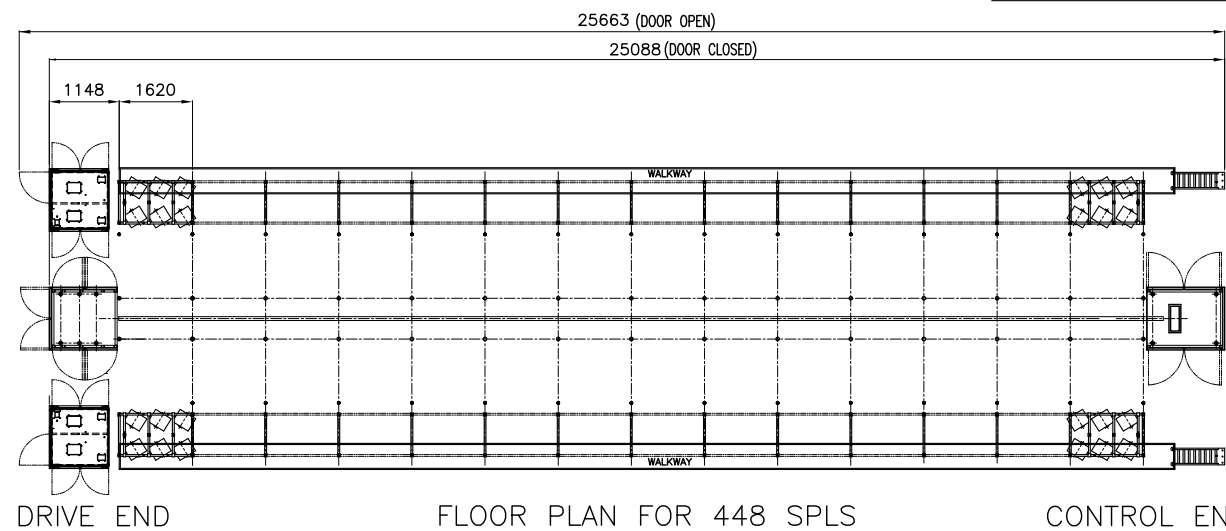 25663 (DOOR OPEN)
25088 (DOOR CLOSED)
1148 1620
WALKWAY
WALKWAY
DRIVE END FLOOR PLAN FOR 448 SPLS CONTROL EN